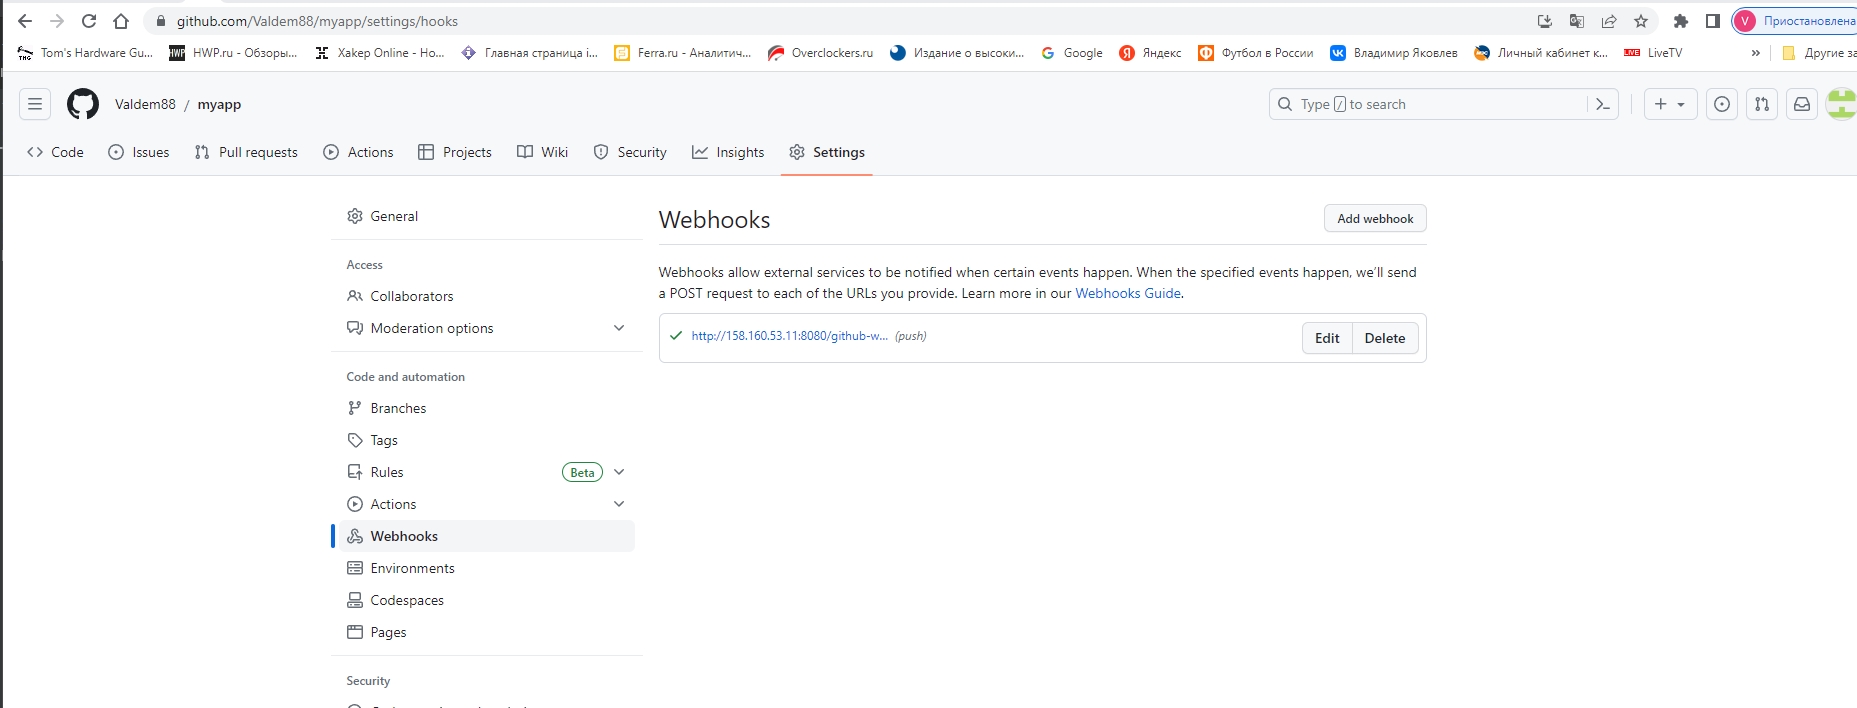 github.com/Valdem88/myapp/settings/hooks
V Приостановлена
THG Tom's Hardware Gu... HWP HWP.ru - Обзоры... Хакер Online - Но... Главная страница i... Ferra.ru - Аналитич... Overclockers.ru Издание о высоки... G Google Я Яндекс Футбол в России Владимир Яковлев Личный кабинет к... LIVE LiveTV » Другие за
Valdem88 / myapp
Type / to search
Code Issues Pull requests Actions Projects Wiki Security Insights Settings
General
Webhooks
Add webhook
Access
Collaborators
Moderation options
Webhooks allow external services to be notified when certain events happen. When the specified events happen, we'll send
a POST request to each of the URLs you provide. Learn more in our Webhooks Guide.
http://158.160.53.11:8080/github-w... (push)
Edit Delete
Code and automation
Branches
Tags
Rules Beta
Actions
Webhooks
Environments
Codespaces
Pages
Security